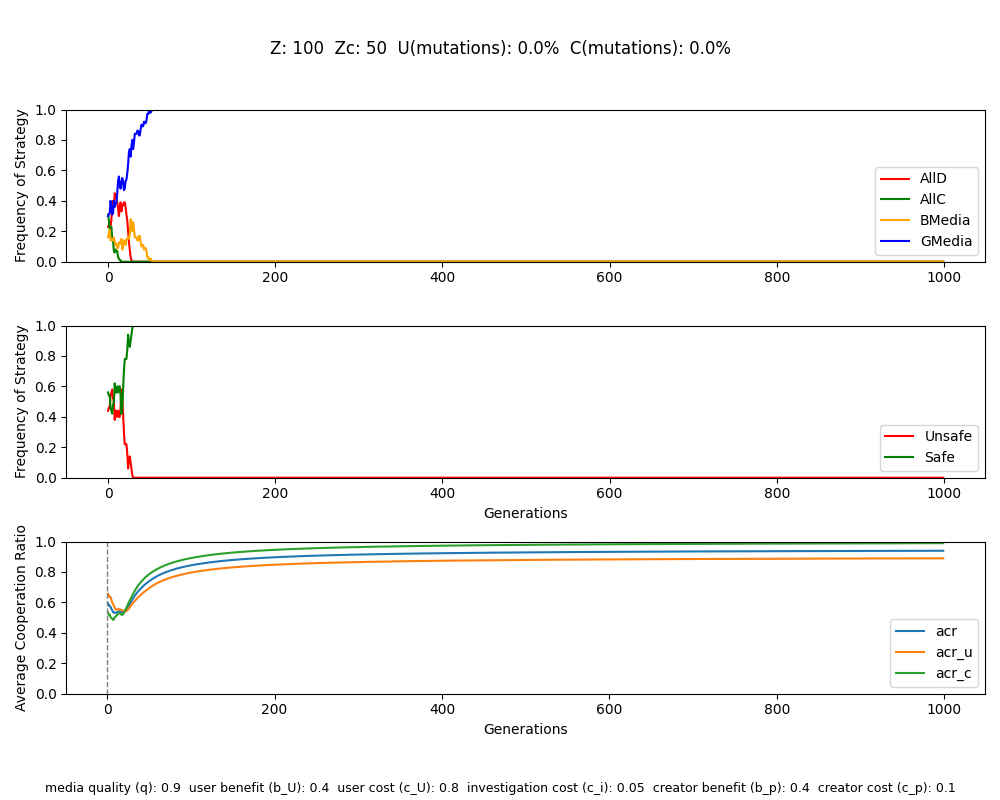 Z: 100 Zc: 50 U(mutations): 0.0% C(mutations): 0.0%
Frequency of Strategy
1.0
0.8
0.6
0.4
0.2
0.0
AllD
AllC
BMedia
GMedia
0 200 400 600 800 1000
Frequency of Strategy
1.0
0.8
0.6
0.4
0.2
0.0
Unsafe
Safe
0 200 400 600 800 1000
Generations
Average Cooperation Ratio
1.0
0.8
0.6
0.4
0.2
0.0
acr
acr_u
acr_c
0 200 400 600 800 1000
Generations
media quality (q): 0.9 user benefit (b_U): 0.4 user cost (c_U): 0.8 investigation cost (c_i): 0.05 creator benefit (b_p): 0.4 creator cost (c_p): 0.1